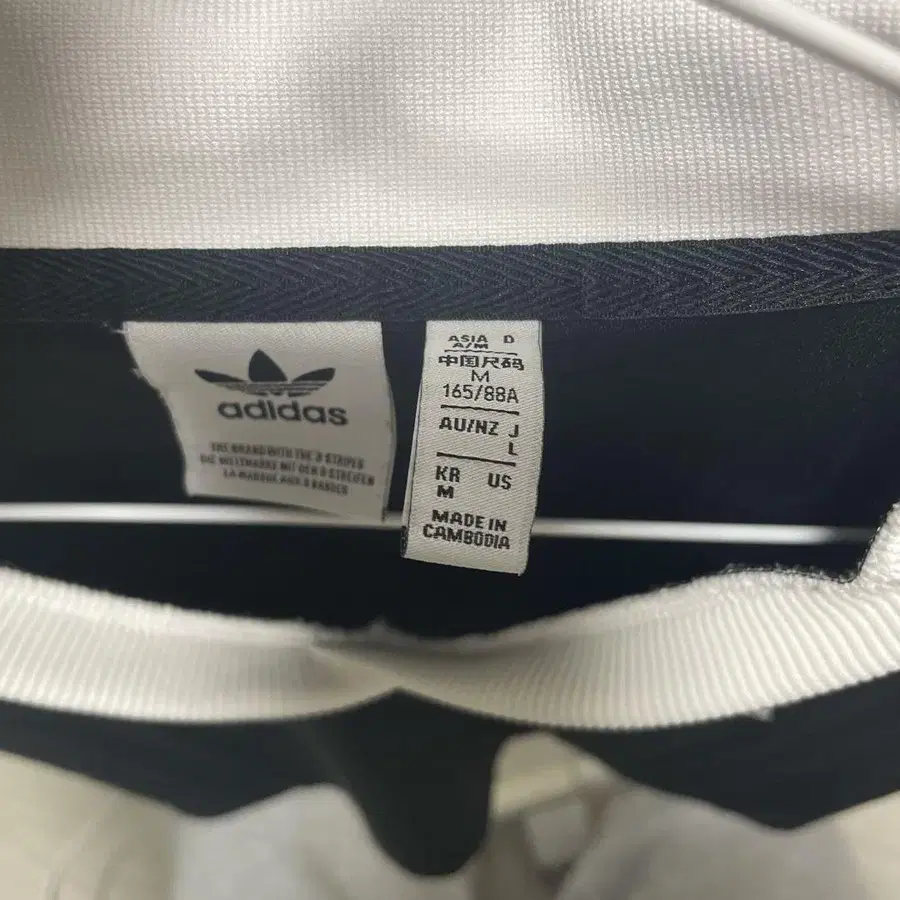 adidas
THE BRAND WITH THE 3 STRIPES
DIE WELTMARKE MIT DEN 3 STREIFEN
LA MARQUE AUX 3 BANDES
ASIA D
A/M
中国尺码
M
165/88A
AU/NZ J
L
KR US
M
MADE IN
CAMBODIA